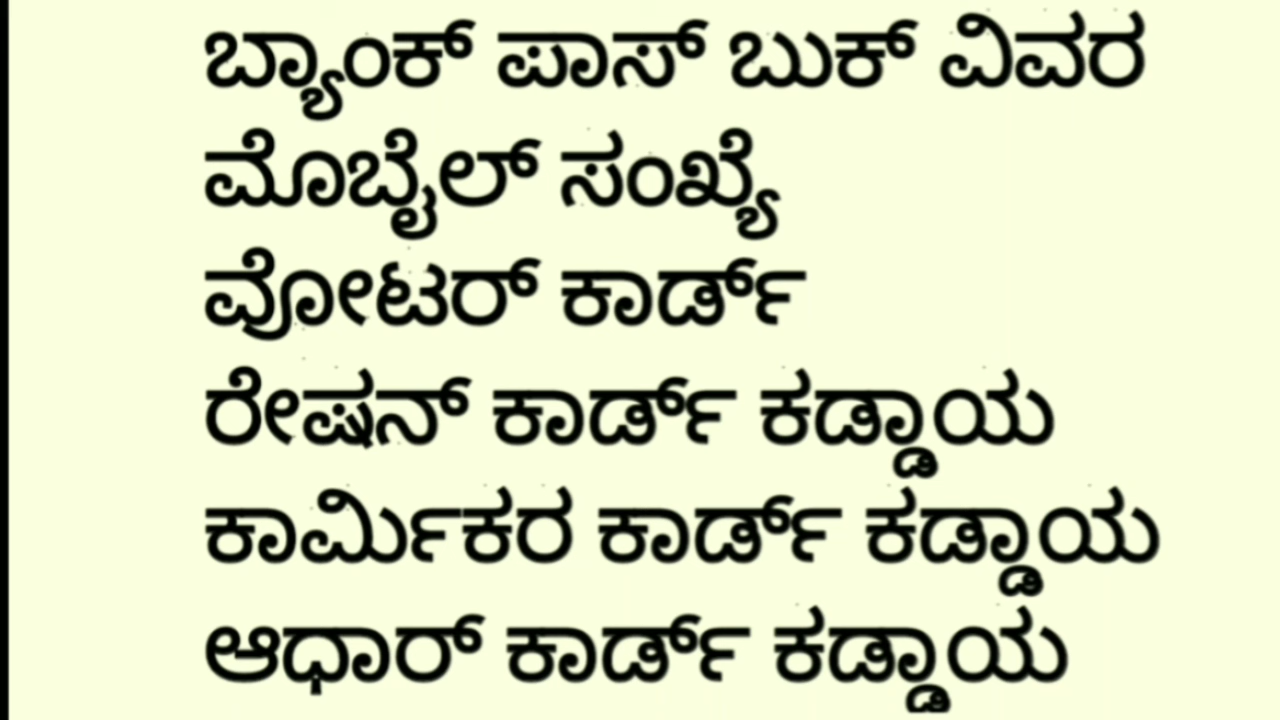 ಬ್ಯಾಂಕ್ ಪಾಸ್ ಬುಕ್ ವಿವರ
ಮೊಬೈಲ್ ಸಂಖ್ಯೆ
ವೋಟರ್ ಕಾರ್ಡ್
ರೇಷನ್ ಕಾರ್ಡ್ ಕಡ್ಡಾಯ
ಕಾರ್ಮಿಕರ ಕಾರ್ಡ್ ಕಡ್ಡಾಯ
ಆಧಾರ್ ಕಾರ್ಡ್ ಕಡ್ಡಾಯ